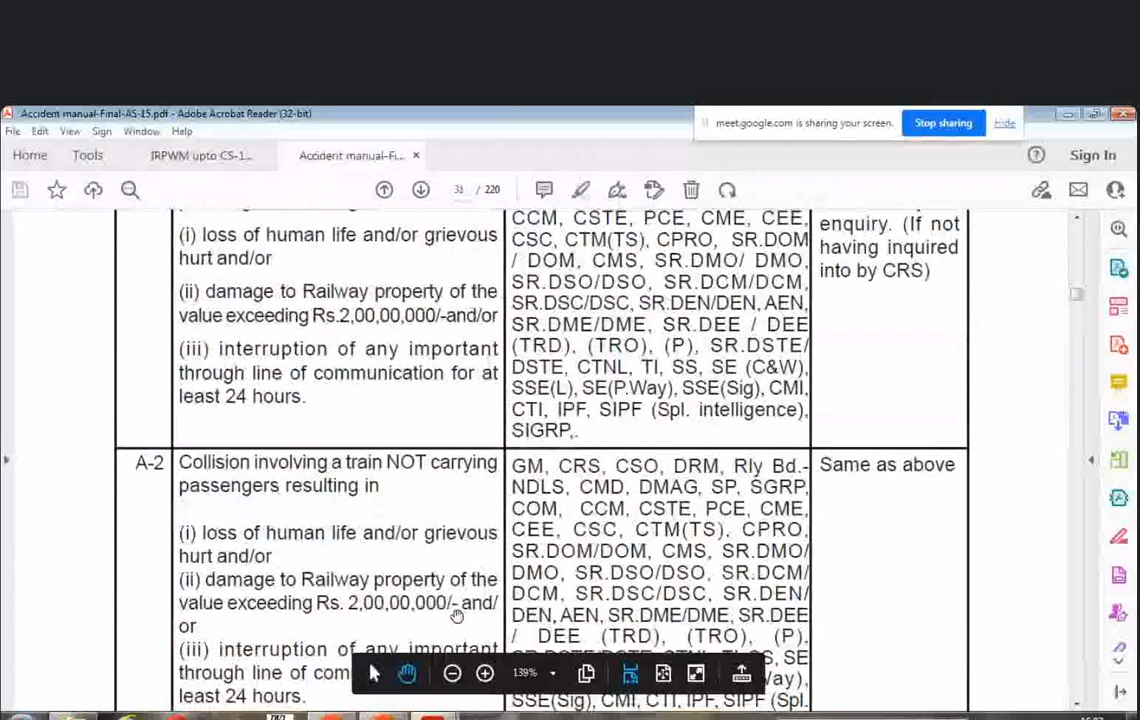 Accident manual-Final-AS-15.pdf - Adobe Acrobat Reader (32-bit)
meet.google.com is sharing your screen.
Stop sharing
Hide
File Edit View Sign Window Help
Home Tools IRPWM upto CS-1... Accident manual-Fi... ×
Sign In
31 / 220
(i) loss of human life and/or grievous
hurt and/or
(ii) damage to Railway property of the
value exceeding Rs.2,00,00,000/-and/or
(iii) interruption of any important
through line of communication for at
least 24 hours.
CCM, CSTE, PCE, CME, CEE,
CSC, CTM(TS), CPRO, SR.DOM
/ DOM, CMS, SR.DMO/ DMO,
SR.DSO/DSO, SR.DCM/DCM,
SR.DSC/DSC, SR.DEN/DEN, AEN,
SR.DME/DME, SR.DEE / DEE
(TRD), (TRO), (P), SR.DSTE/
DSTE, CTNL, TI, SS, SE (C&W),
SSE(L), SE(P.Way), SSE(Sig), CMI,
CTI, IPF, SIPF (Spl. intelligence),
SIGRP,.
enquiry. (If not
having inquired
into by CRS)
A-2
Collision involving a train NOT carrying
passengers resulting in
(i) loss of human life and/or grievous
hurt and/or
(ii) damage to Railway property of the
value exceeding Rs. 2,00,00,000/- and/
or
(iii) interruption of any important
through line of com
least 24 hours.
GM, CRS, CSO, DRM, Rly Bd.-
NDLS, CMD, DMAG, SP, SGRP,
COM, CCM, CSTE, PCE, CME,
CEE, CSC, CTM(TS), CPRO,
SR.DOM/DOM, CMS, SR.DMO/
DMO, SR.DSO/DSO, SR.DCM/
DCM, SR.DSC/DSC, SR.DEN/
DEN, AEN, SR.DME/DME, SR.DEE
/ DEE (TRD), (TRO), (P),
SS, SE
Way),
SSE(Sig), CMI, CTI, IPF, SIPF (Spl.
Same as above
139%